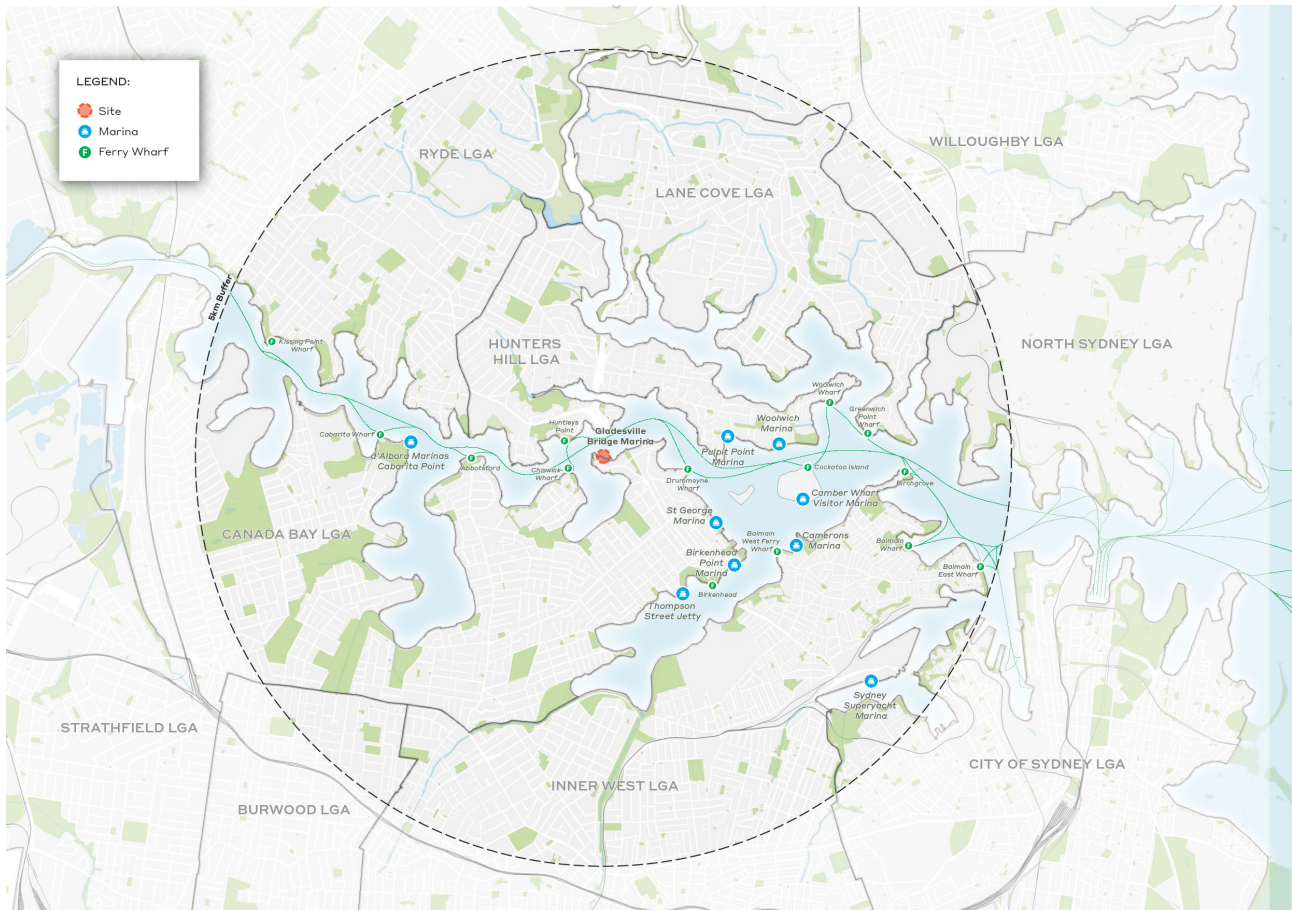 LEGEND:
Site
Marina
Ferry Wharf
RYDE LGA
WILLOUGHBY LGA
LANE COVE LGA
5km Buffer
Kissing Point
Wharf
HUNTERS
HILL LGA
NORTH SYDNEY LGA
Woolwich
Wharf
Greenwich
Point
Wharf
Woolwich
Marina
Huntleys
Point
Gladesville
Bridge Marina
Cabarita Wharf
d'Albora Marinas
Cabarita Point
Pulpit Point
Marina
Abbotsford
Chiswick
Wharf
Drummoyne
Wharf
Cockatoo Island
Birchgrove
Camber Wharf
Visitor Marina
St George
Marina
CANADA BAY LGA
Balmain
West Ferry
Wharf
Camerons
Marina
Balmain
Wharf
Birkenhead
Point
Marina
Balmain
East Wharf
Birkenhead
Thompson
Street Jetty
Sydney
Superyacht
Marina
STRATHFIELD LGA
CITY OF SYDNEY LGA
INNER WEST LGA
BURWOOD LGA